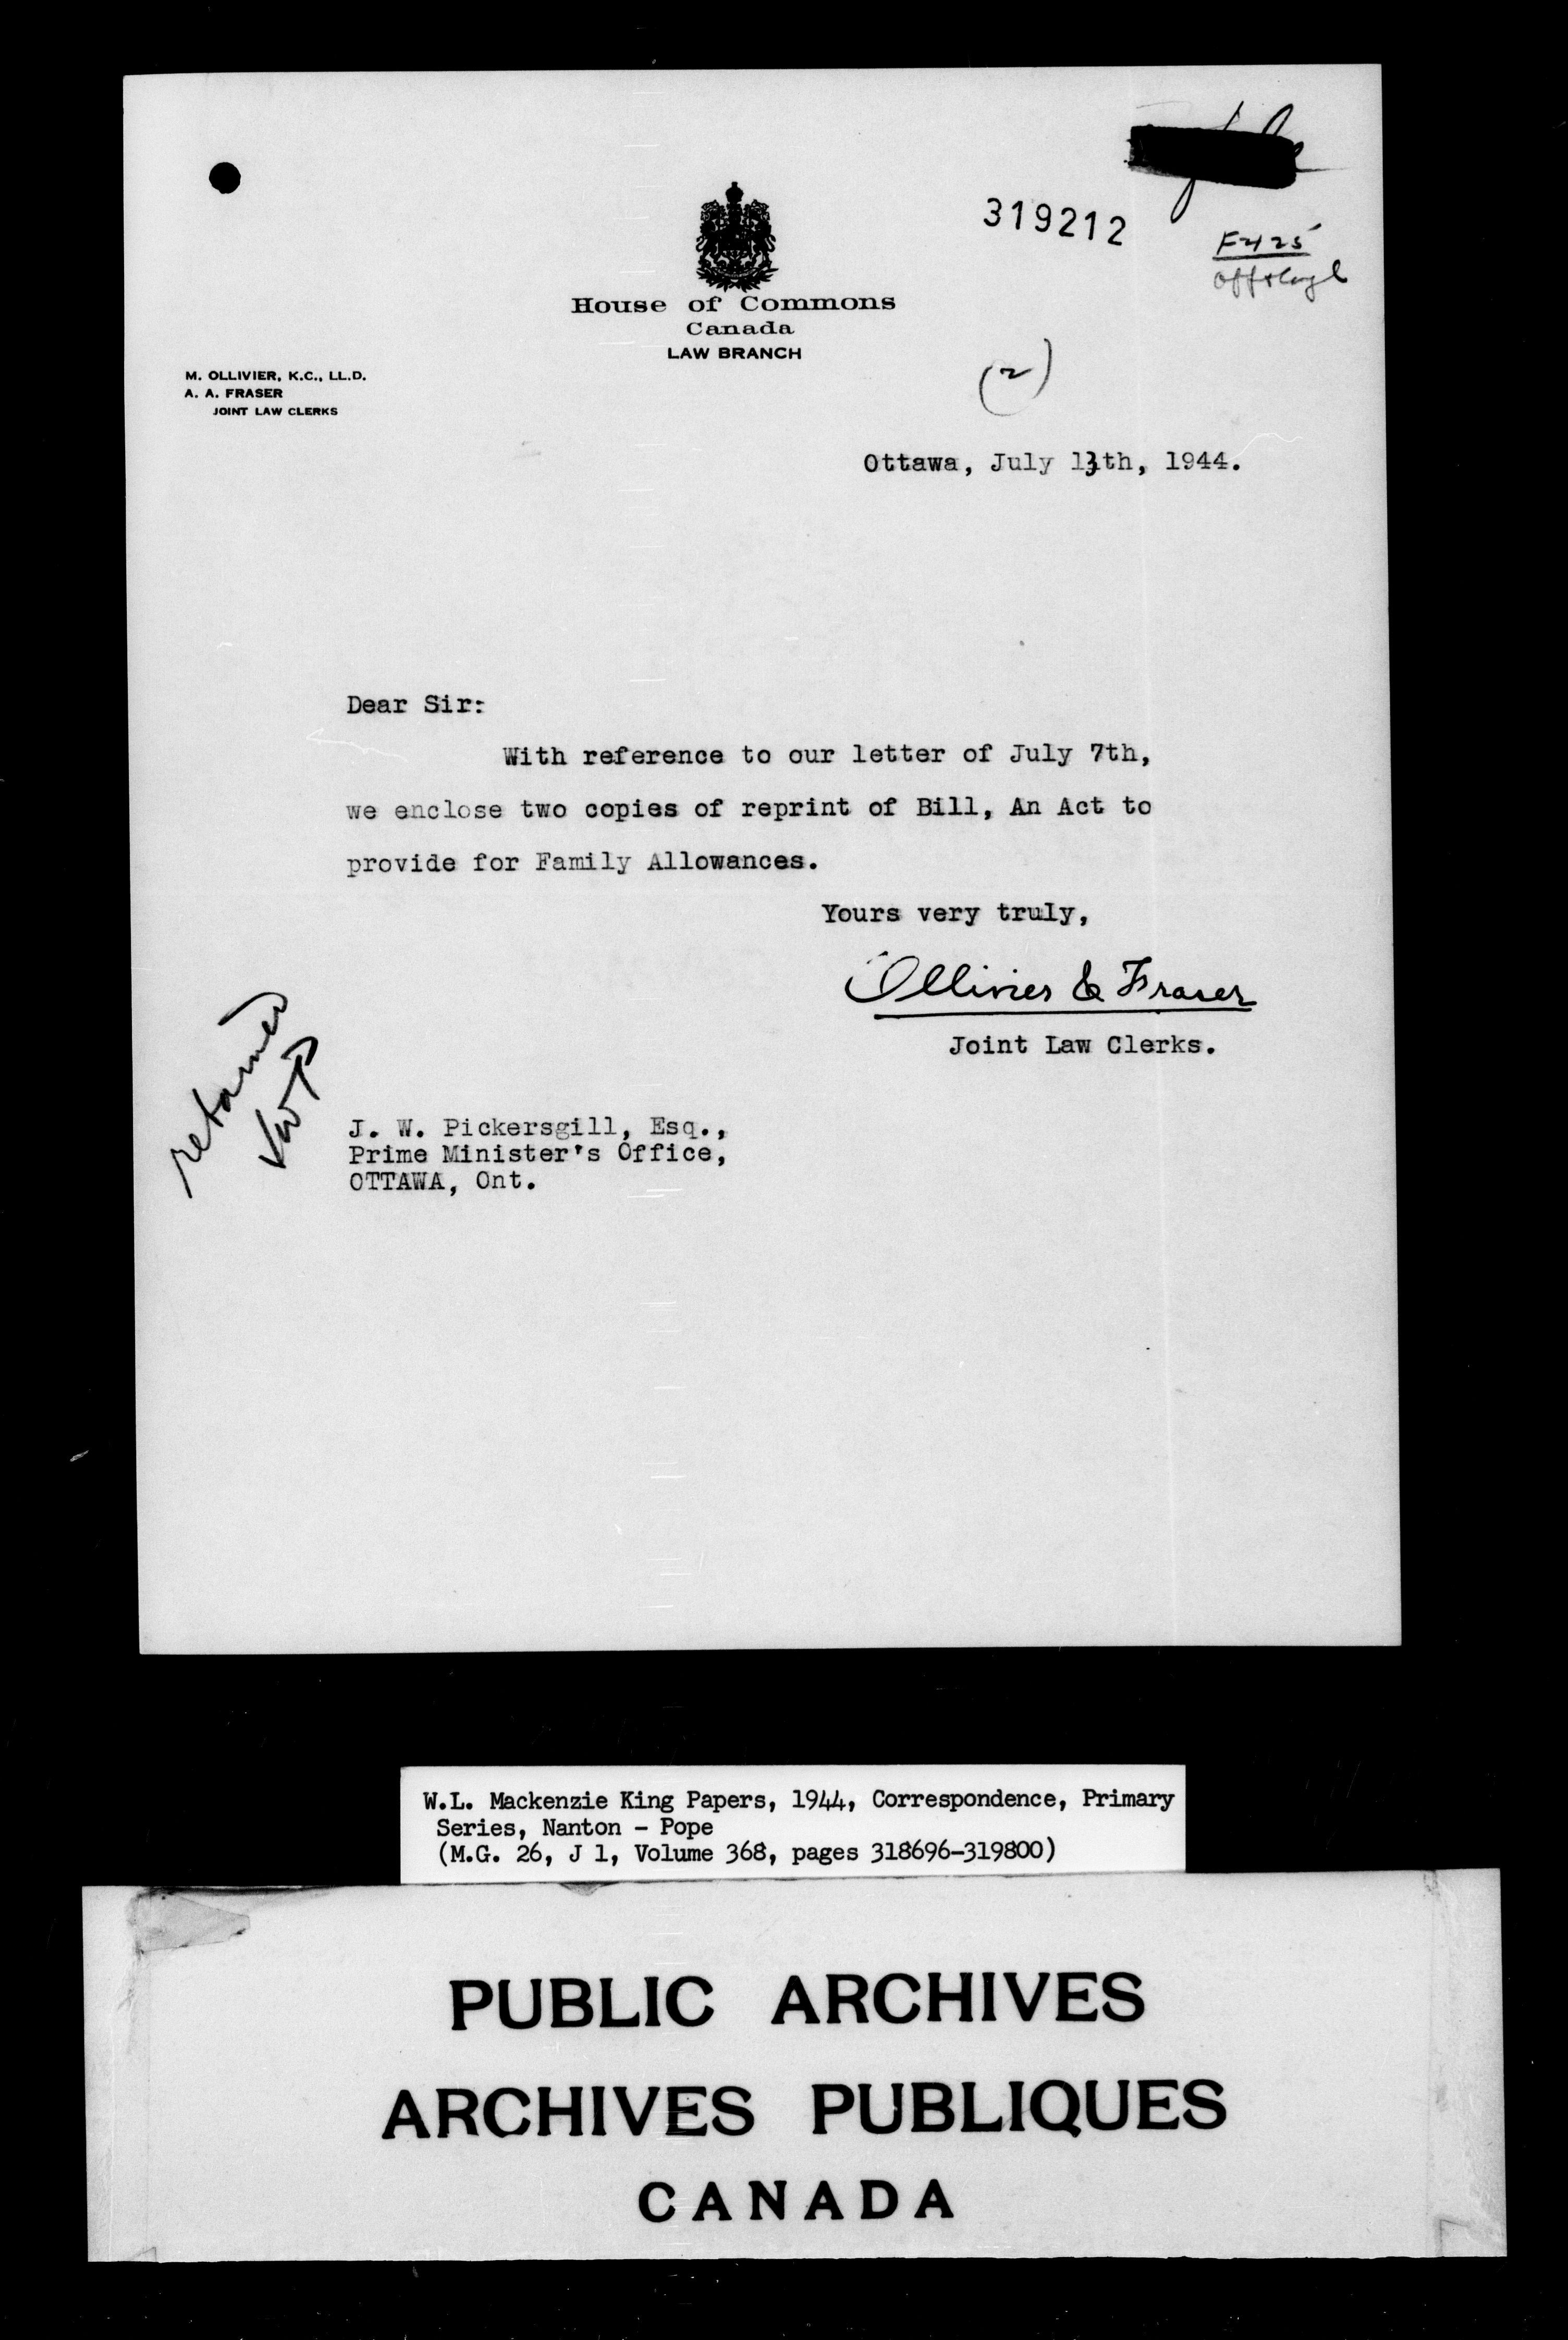 319212
F425
House of Commons
Canada
LAW BRANCH
M. OLLIVIER, K.C., LL.D.
A. A. FRASER
JOINT LAW CLERKS
(2)
Ottawa, July 13th, 1944.
Dear Sir:
With reference to our letter of July 7th,
we enclose two copies of reprint of Bill, An Act to
provide for Family Allowances.
Yours very truly,
Ollivier & Fraser
Joint Law Clerks.
retained
JWP
J. W. Pickersgill, Esq.,
Prime Minister's Office,
OTTAWA, Ont.
W.L. Mackenzie King Papers, 1944, Correspondence, Primary
Series, Nanton - Pope
(M.G. 26, J 1, Volume 368, pages 318696-319800)
PUBLIC ARCHIVES
ARCHIVES PUBLIQUES
CANADA